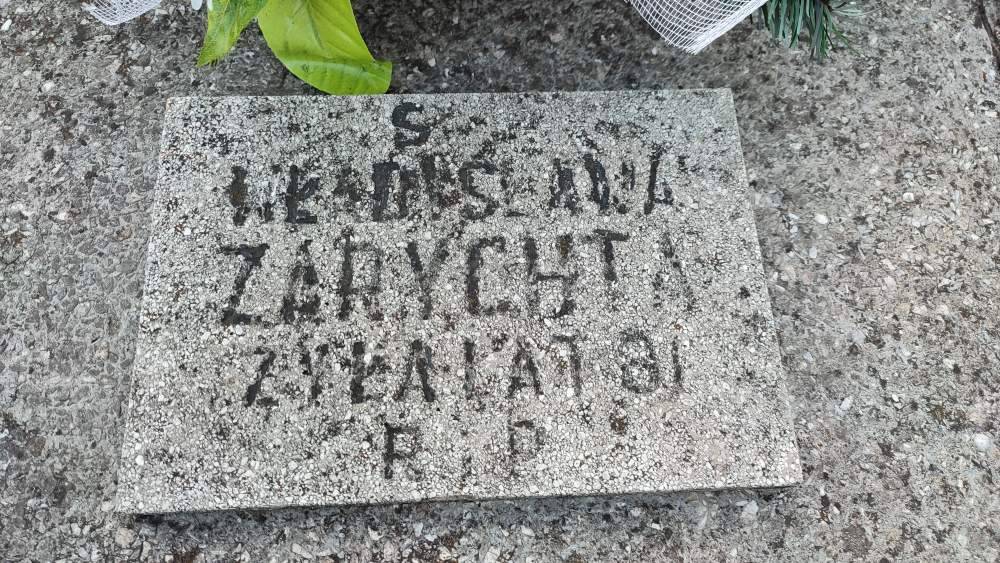 S
WŁADYSŁAWA
ZARYCHTA
ŻYŁA LAT 81
R i P